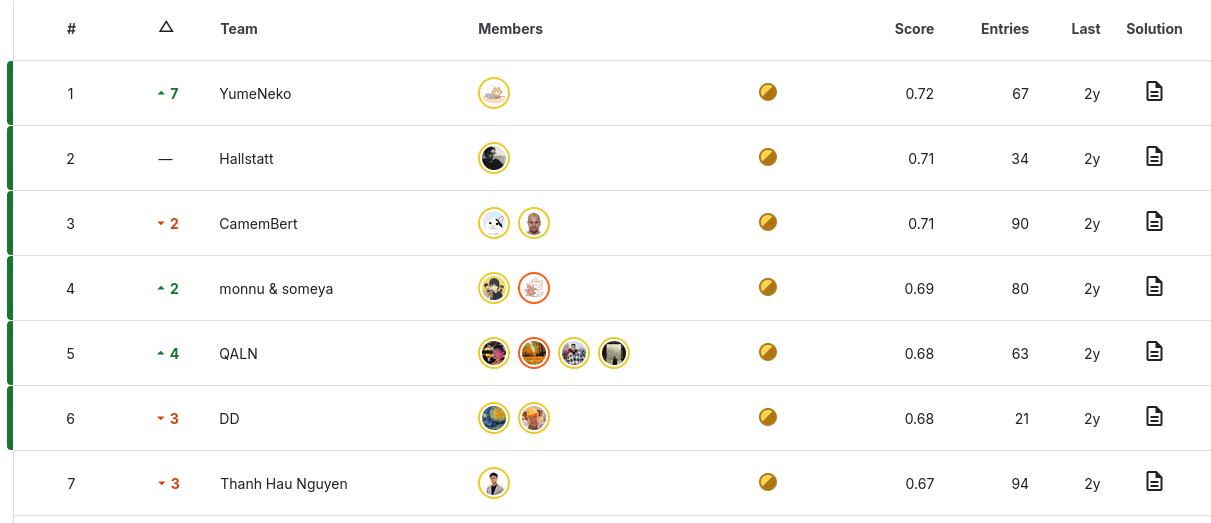 # △ Team Members Score Entries Last Solution
1 ▲ 7 YumeNeko 0.72 67 2y
2 — Hallstatt 0.71 34 2y
3 ▼ 2 CamemBert 0.71 90 2y
4 ▲ 2 monnu & someya 0.69 80 2y
5 ▲ 4 QALN 0.68 63 2y
6 ▼ 3 DD 0.68 21 2y
7 ▼ 3 Thanh Hau Nguyen 0.67 94 2y